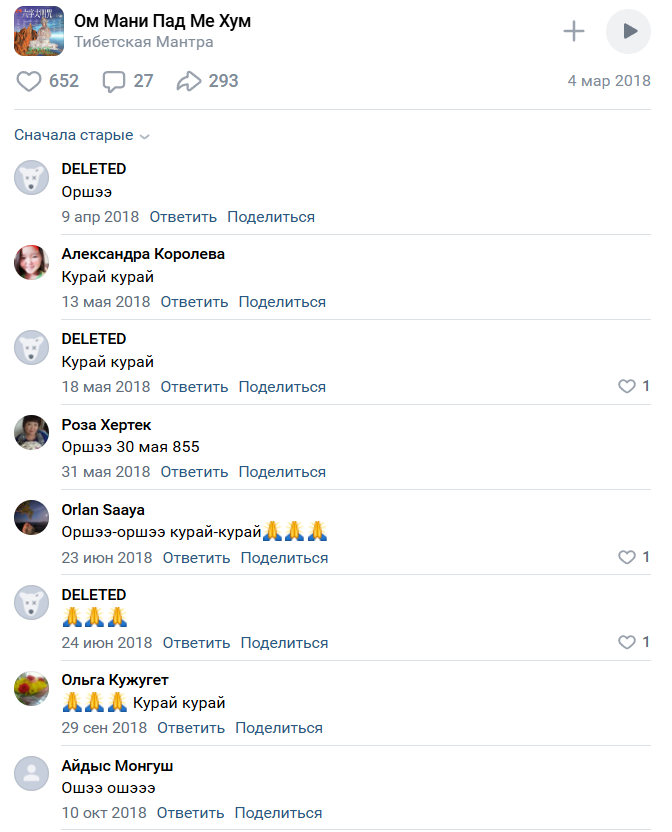 Ом Мани Пад Ме Хум
Тибетская Мантра
652 27 293 4 мар 2018
Сначала старые
DELETED
Оршээ
9 апр 2018 Ответить Поделиться
Александра Королева
Курай курай
13 мая 2018 Ответить Поделиться
DELETED
Курай курай
18 мая 2018 Ответить Поделиться 1
Роза Хертек
Оршээ 30 мая 855
31 мая 2018 Ответить Поделиться
Orlan Saaya
Оршээ-оршээ курай-курай🙏🙏🙏
23 июн 2018 Ответить Поделиться 1
DELETED
🙏🙏🙏
24 июн 2018 Ответить Поделиться 1
Ольга Кужугет
🙏🙏🙏 Курай курай
29 сен 2018 Ответить Поделиться
Айдыс Монгуш
Ошээ ошэээ
10 окт 2018 Ответить Поделиться